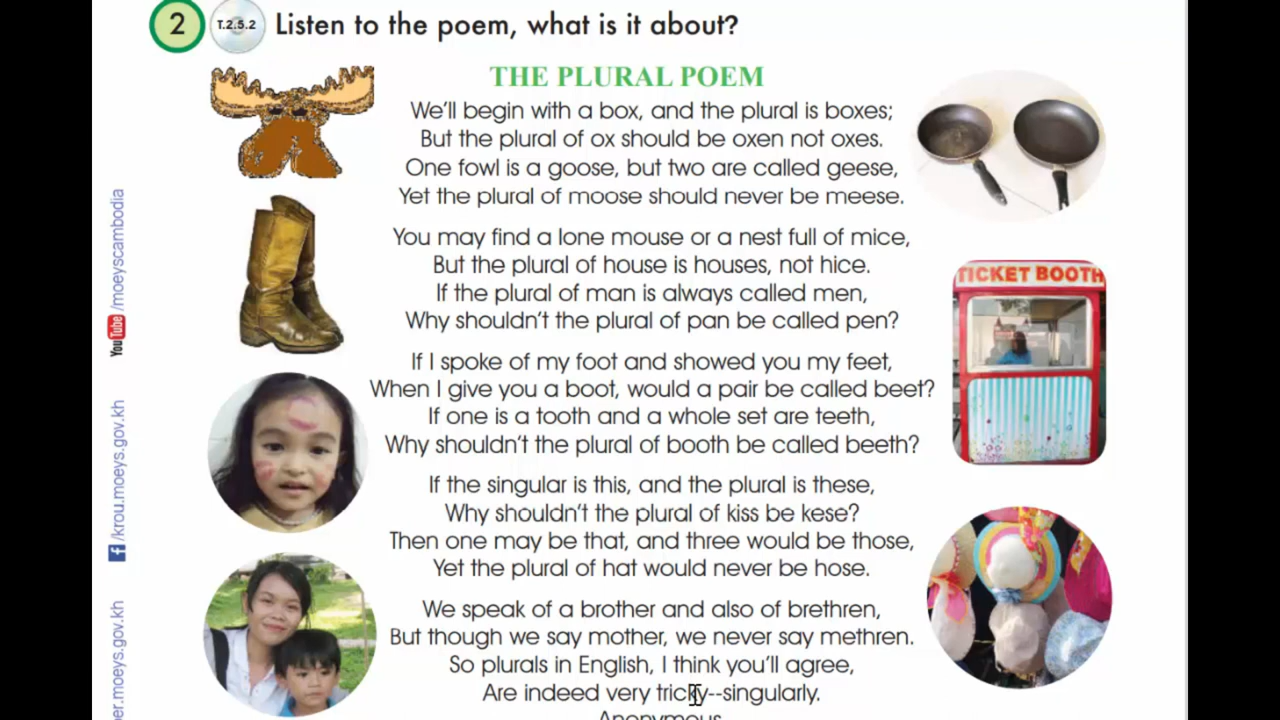 2 T.2.5.2 Listen to the poem, what is it about?
THE PLURAL POEM
We'll begin with a box, and the plural is boxes;
But the plural of ox should be oxen not oxes.
One fowl is a goose, but two are called geese,
Yet the plural of moose should never be meese.
You may find a lone mouse or a nest full of mice,
But the plural of house is houses, not hice.
If the plural of man is always called men,
Why shouldn't the plural of pan be called pen?
If I spoke of my foot and showed you my feet,
When I give you a boot, would a pair be called beet?
If one is a tooth and a whole set are teeth,
Why shouldn't the plural of booth be called beeth?
If the singular is this, and the plural is these,
Why shouldn't the plural of kiss be kese?
Then one may be that, and three would be those,
Yet the plural of hat would never be hose.
We speak of a brother and also of brethren,
But though we say mother, we never say methren.
So plurals in English, I think you'll agree,
Are indeed very tricky--singularly.
Anonymous
TICKET BOOTH
YouTube /moeyscambodia
f /krou.moeys.gov.kh
per.moeys.gov.kh